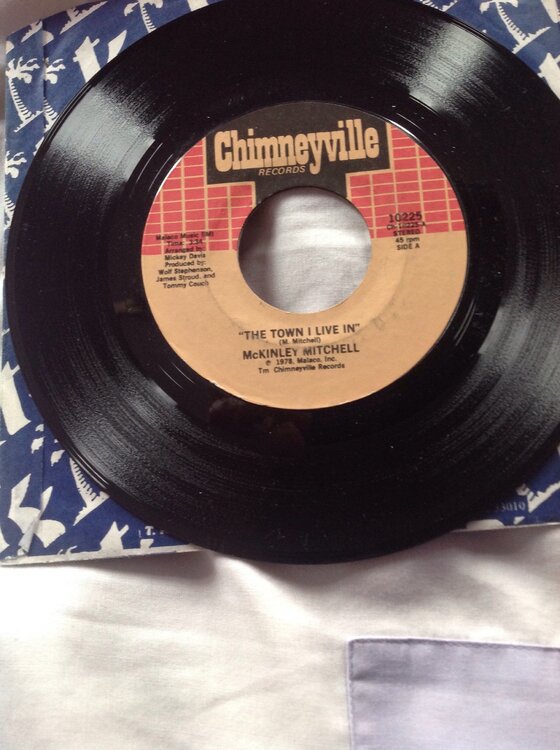 Chimneyville
RECORDS
10225
CH-10225-A
STEREO
45 rpm
SIDE A
Malaco Music BMI
Time: 3:34
Arranged by:
Mickey Davis
Produced by:
Wolf Stephenson,
James Stroud, and
Tommy Couch
"THE TOWN I LIVE IN"
(M. Mitchell)
McKINLEY MITCHELL
℗ 1978, Malaco, Inc.
Tm Chimneyville Records